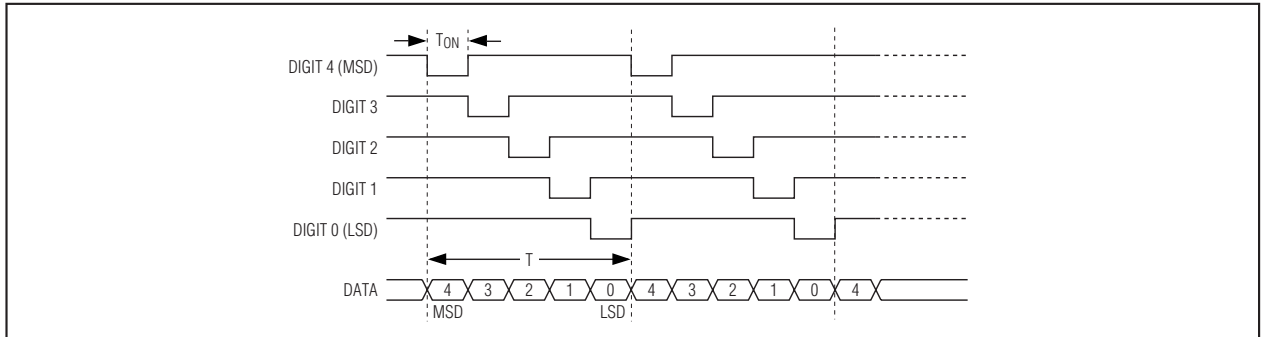 TON
DIGIT 4 (MSD)
DIGIT 3
DIGIT 2
DIGIT 1
DIGIT 0 (LSD)
T
DATA 4 3 2 1 0 4 3 2 1 0 4
MSD LSD